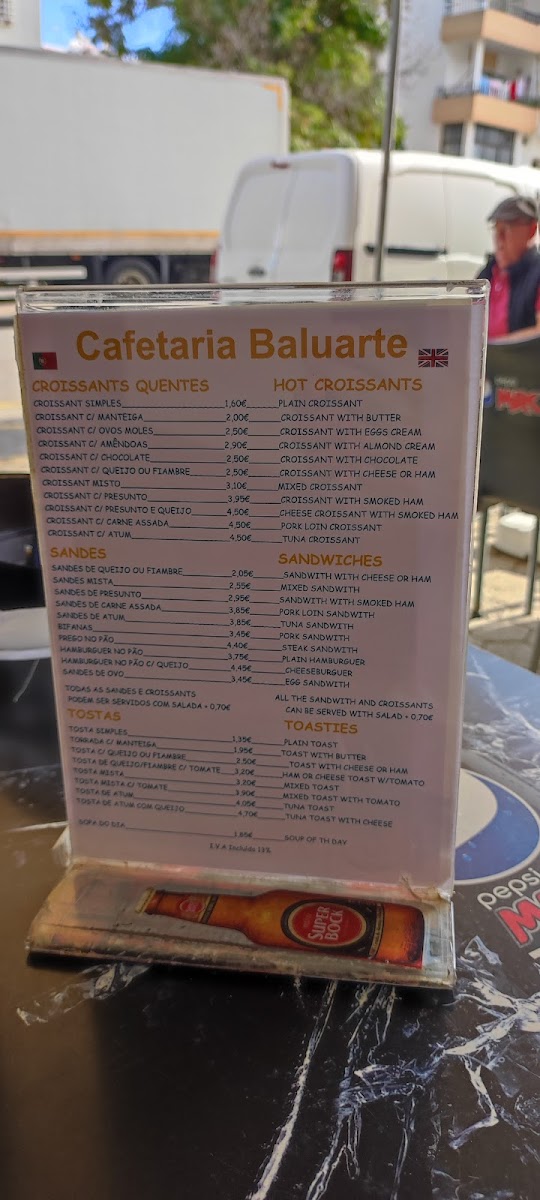 Cafetaria Baluarte
CROISSANTS QUENTES HOT CROISSANTS
CROISSANT SIMPLES 1,60€ PLAIN CROISSANT
CROISSANT C/ MANTEIGA 2,00€ CROISSANT WITH BUTTER
CROISSANT C/ OVOS MOLES 2,50€ CROISSANT WITH EGGS CREAM
CROISSANT C/ AMÊNDOAS 2,90€ CROISSANT WITH ALMOND CREAM
CROISSANT C/ CHOCOLATE 2,50€ CROISSANT WITH CHOCOLATE
CROISSANT C/ QUEIJO OU FIAMBRE 2,50€ CROISSANT WITH CHEESE OR HAM
CROISSANT MISTO 3,10€ MIXED CROISSANT
CROISSANT C/ PRESUNTO 3,95€ CROISSANT WITH SMOKED HAM
CROISSANT C/ PRESUNTO E QUEIJO 4,50€ CHEESE CROISSANT WITH SMOKED HAM
CROISSANT C/ CARNE ASSADA 4,50€ PORK LOIN CROISSANT
CROISSANT C/ ATUM 4,50€ TUNA CROISSANT
SANDES SANDWICHES
SANDES DE QUEIJO OU FIAMBRE 2,05€ SANDWITH WITH CHEESE OR HAM
SANDES MISTA 2,55€ MIXED SANDWITH
SANDES DE PRESUNTO 2,95€ SANDWITH WITH SMOKED HAM
SANDES DE CARNE ASSADA 3,85€ PORK LOIN SANDWITH
SANDES DE ATUM 3,85€ TUNA SANDWITH
BIFANAS 3,45€ PORK SANDWITH
PREGO NO PÃO 4,40€ STEAK SANDWITH
HAMBURGUER NO PÃO 3,75€ PLAIN HAMBURGUER
HAMBURGUER NO PÃO C/ QUEIJO 4,45€ CHEESEBURGUER
SANDES DE OVO 3,45€ EGG SANDWITH
TODAS AS SANDES E CROISSANTS ALL THE SANDWITH AND CROISSANTS
PODEM SER SERVIDOS COM SALADA + 0,70€ CAN BE SERVED WITH SALAD + 0,70€
TOSTAS TOASTIES
TOSTA SIMPLES 1,35€ PLAIN TOAST
TORRADA C/ MANTEIGA 1,95€ TOAST WITH BUTTER
TOSTA C/ QUEIJO OU FIAMBRE 2,50€ TOAST WITH CHEESE OR HAM
TOSTA DE QUEIJO/FIAMBRE C/ TOMATE 3,20€ HAM OR CHEESE TOAST W/TOMATO
TOSTA MISTA 3,20€ MIXED TOAST
TOSTA MISTA C/ TOMATE 3,90€ MIXED TOAST WITH TOMATO
TOSTA DE ATUM 4,05€ TUNA TOAST
TOSTA DE ATUM COM QUEIJO 4,70€ TUNA TOAST WITH CHEESE
SOPA DO DIA 1,85€ SOUP OF TH DAY
I.V.A Incluído 13%
SUPER
BOCK
pepsi